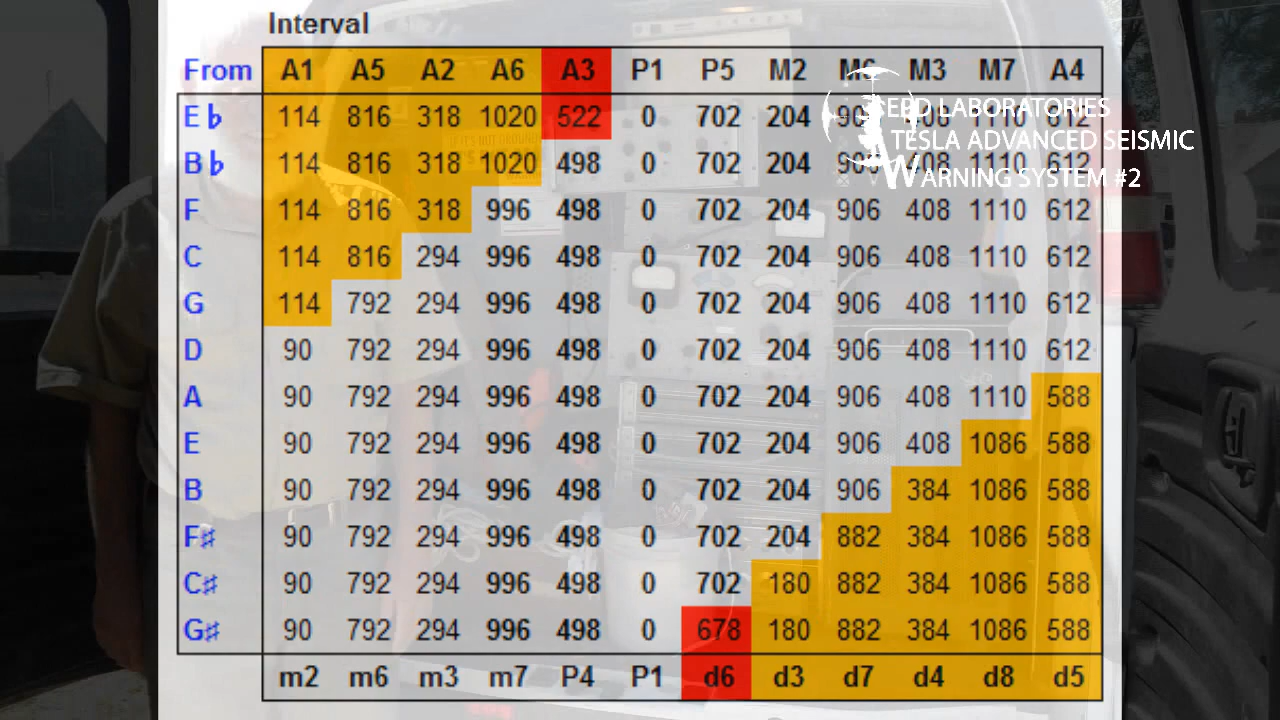 Interval
From A1 A5 A2 A6 A3 P1 P5 M2 M6 M3 M7 A4
E♭ 114 816 318 1020 522 0 702 204
B♭ 114 816 318 1020 498 0 702 204 906 408 1110 612
F 114 816 318 996 498 0 702 204 906 408 1110 612
C 114 816 294 996 498 0 702 204 906 408 1110 612
G 114 792 294 996 498 0 702 204 906 408 1110 612
D 90 792 294 996 498 0 702 204 906 408 1110 612
A 90 792 294 996 498 0 702 204 906 408 1110 588
E 90 792 294 996 498 0 702 204 906 408 1086 588
B 90 792 294 996 498 0 702 204 906 384 1086 588
F♯ 90 792 294 996 498 0 702 204 882 384 1086 588
C♯ 90 792 294 996 498 0 702 180 882 384 1086 588
G♯ 90 792 294 996 498 0 678 180 882 384 1086 588
m2 m6 m3 m7 P4 P1 d6 d3 d7 d4 d8 d5
LABORATORIES
TESLA ADVANCED SEISMIC
WARNING SYSTEM #2